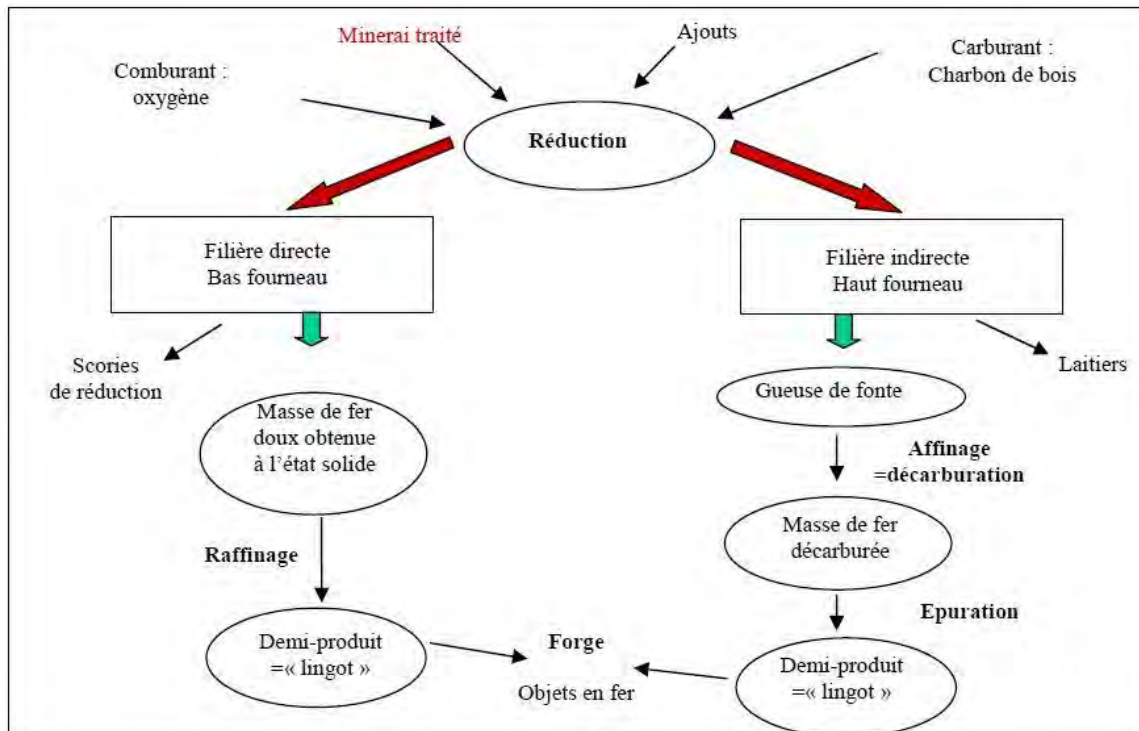 Minerai traité
Ajouts
Carburant :
Charbon de bois
Comburant :
oxygène
Réduction
Filière directe
Bas fourneau
Filière indirecte
Haut fourneau
Scories
de réduction
Laitiers
Masse de fer
doux obtenue
à l'état solide
Gueuse de fonte
Affinage
=décarburation
Masse de fer
décarburée
Raffinage
Epuration
Demi-produit
=« lingot »
Forge
Objets en fer
Demi-produit
=« lingot »